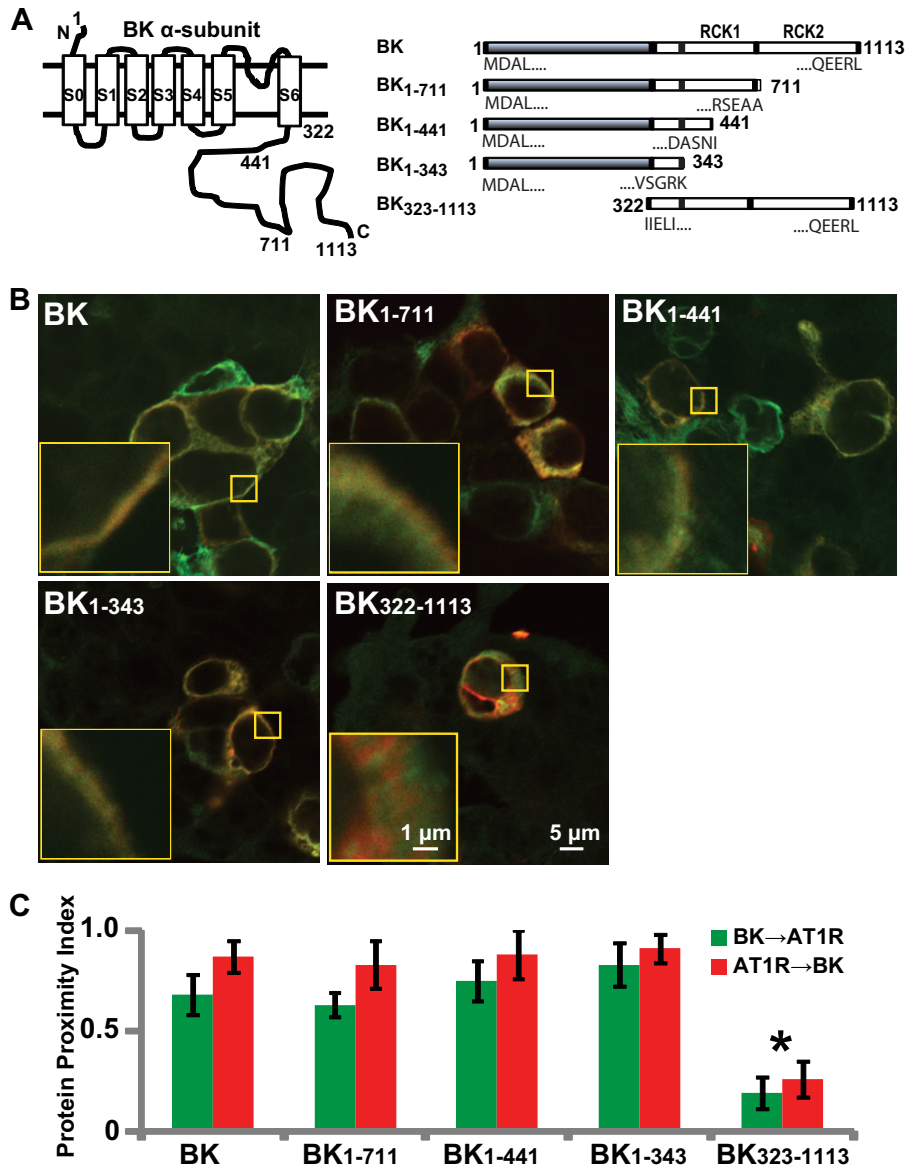 A
BK α-subunit
N
1
S0 S1 S2 S3 S4 S5 S6
322
441
711
1113
C
RCK1 RCK2
BK 1 1113
MDAL.... ....QEERL
BK1-711 1 711
MDAL.... ....RSEAA
BK1-441 1 441
MDAL.... ....DASNI
BK1-343 1 343
MDAL.... ....VSGRK
BK323-1113 322 1113
IIELI.... ....QEERL
B
BK
BK1-711
BK1-441
BK1-343
BK322-1113
1 µm
5 µm
C
Protein Proximity Index
1.0
0.5
0
BK→AT1R
AT1R→BK
*
BK BK1-711 BK1-441 BK1-343 BK323-1113